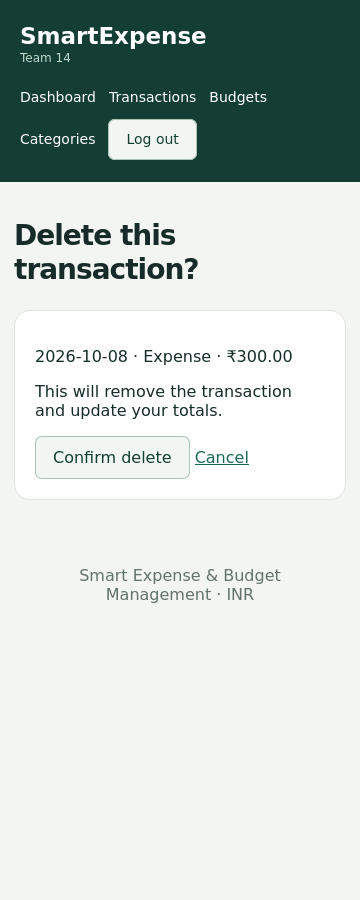 SmartExpense
Team 14
Dashboard Transactions Budgets
Categories Log out
Delete this
transaction?
2026-10-08 · Expense · ₹300.00
This will remove the transaction
and update your totals.
Confirm delete Cancel
Smart Expense & Budget
Management · INR